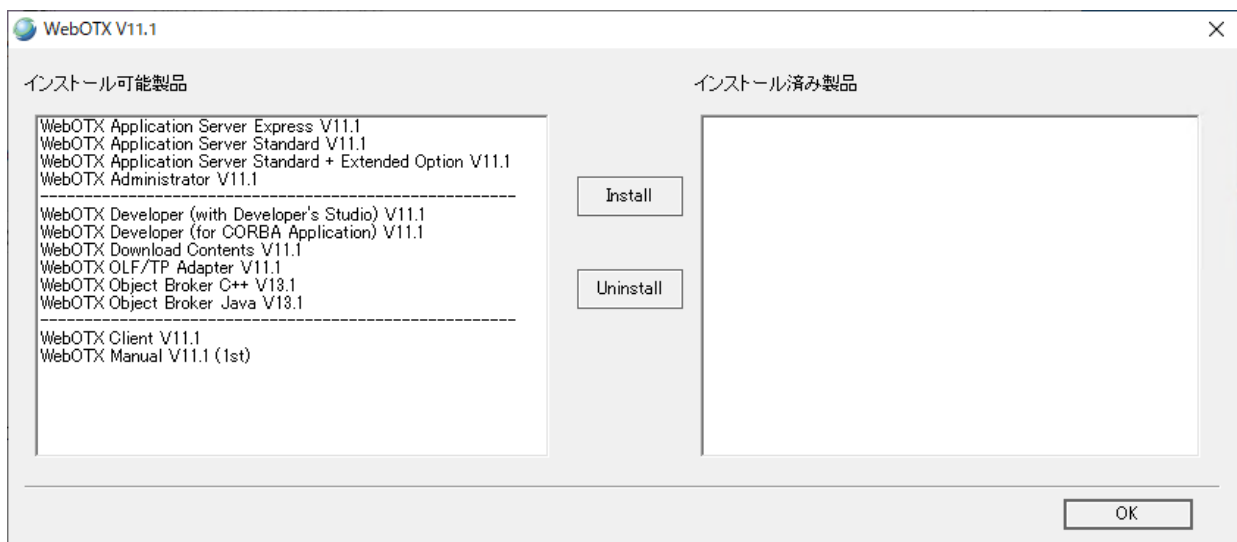 WebOTX V11.1
インストール可能製品
インストール済み製品
WebOTX Application Server Express V11.1
WebOTX Application Server Standard V11.1
WebOTX Application Server Standard + Extended Option V11.1
WebOTX Administrator V11.1
WebOTX Developer (with Developer's Studio) V11.1
WebOTX Developer (for CORBA Application) V11.1
WebOTX Download Contents V11.1
WebOTX OLF/TP Adapter V11.1
WebOTX Object Broker C++ V13.1
WebOTX Object Broker Java V13.1
WebOTX Client V11.1
WebOTX Manual V11.1 (1st)
Install
Uninstall
OK